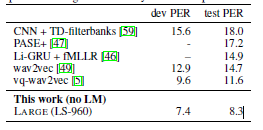 dev PER test PER
CNN + TD-filterbanks [59] 15.6 18.0
PASE+ [47] - 17.2
Li-GRU + fMLLR [46] – 14.9
wav2vec [49] 12.9 14.7
vq-wav2vec [5] 9.6 11.6
This work (no LM)
LARGE (LS-960) 7.4 8.3